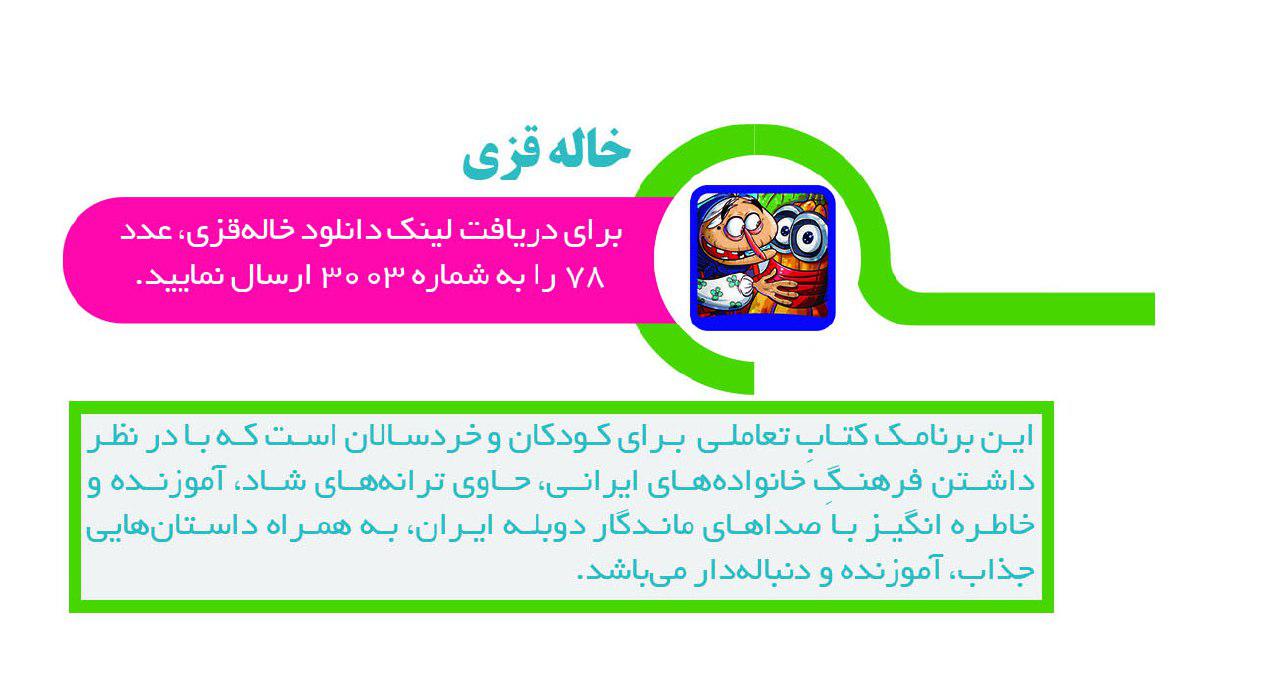 خاله قزی
برای دریافت لینک دانلود خاله‌قزی، عدد
۷۸ را به شماره ۳۰۰۳ ارسال نمایید.
این برنامک کتابِ تعاملی برای کودکان و خردسالان است که با در نظر
داشتن فرهنگِ خانواده‌های ایرانی، حاوی ترانه‌های شاد، آموزنده و
خاطره انگیز با صداهای ماندگار دوبله ایران، به همراه داستان‌هایی
جذاب، آموزنده و دنباله‌دار می‌باشد.